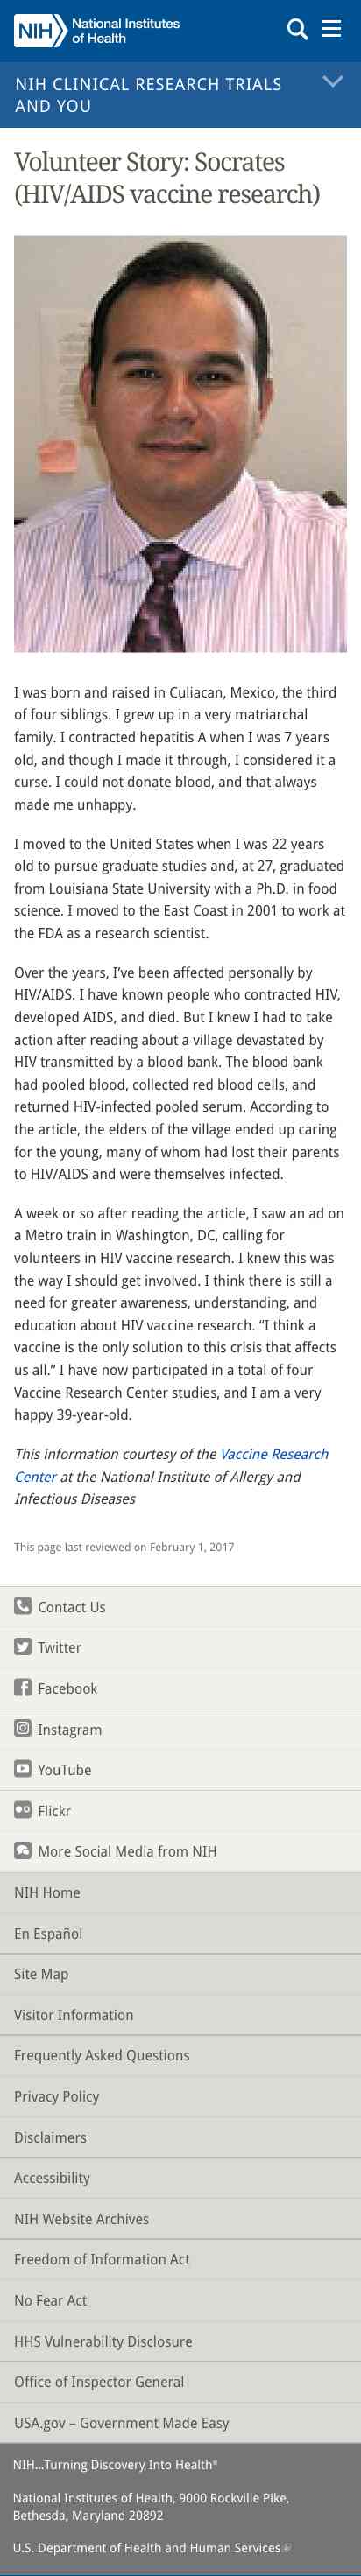 NIH National Institutes
of Health
NIH CLINICAL RESEARCH TRIALS
AND YOU
Volunteer Story: Socrates
(HIV/AIDS vaccine research)
I was born and raised in Culiacan, Mexico, the third
of four siblings. I grew up in a very matriarchal
family. I contracted hepatitis A when I was 7 years
old, and though I made it through, I considered it a
curse. I could not donate blood, and that always
made me unhappy.
I moved to the United States when I was 22 years
old to pursue graduate studies and, at 27, graduated
from Louisiana State University with a Ph.D. in food
science. I moved to the East Coast in 2001 to work at
the FDA as a research scientist.
Over the years, I’ve been affected personally by
HIV/AIDS. I have known people who contracted HIV,
developed AIDS, and died. But I knew I had to take
action after reading about a village devastated by
HIV transmitted by a blood bank. The blood bank
had pooled blood, collected red blood cells, and
returned HIV-infected pooled serum. According to
the article, the elders of the village ended up caring
for the young, many of whom had lost their parents
to HIV/AIDS and were themselves infected.
A week or so after reading the article, I saw an ad on
a Metro train in Washington, DC, calling for
volunteers in HIV vaccine research. I knew this was
the way I should get involved. I think there is still a
need for greater awareness, understanding, and
education about HIV vaccine research. “I think a
vaccine is the only solution to this crisis that affects
us all.” I have now participated in a total of four
Vaccine Research Center studies, and I am a very
happy 39-year-old.
This information courtesy of the Vaccine Research
Center at the National Institute of Allergy and
Infectious Diseases
This page last reviewed on February 1, 2017
Contact Us
Twitter
Facebook
Instagram
YouTube
Flickr
More Social Media from NIH
NIH Home
En Español
Site Map
Visitor Information
Frequently Asked Questions
Privacy Policy
Disclaimers
Accessibility
NIH Website Archives
Freedom of Information Act
No Fear Act
HHS Vulnerability Disclosure
Office of Inspector General
USA.gov – Government Made Easy
NIH…Turning Discovery Into Health®
National Institutes of Health, 9000 Rockville Pike,
Bethesda, Maryland 20892
U.S. Department of Health and Human Services